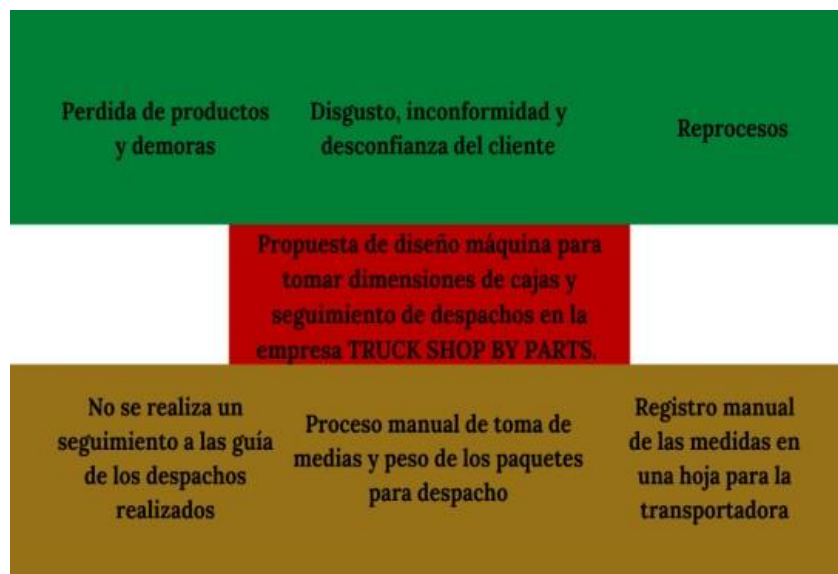 Perdida de productos
y demoras
Disgusto, inconformidad y
desconfianza del cliente
Reprocesos
Propuesta de diseño máquina para
tomar dimensiones de cajas y
seguimiento de despachos en la
empresa TRUCK SHOP BY PARTS.
No se realiza un
seguimiento a las guía
de los despachos
realizados
Proceso manual de toma de
medias y peso de los paquetes
para despacho
Registro manual
de las medidas en
una hoja para la
transportadora